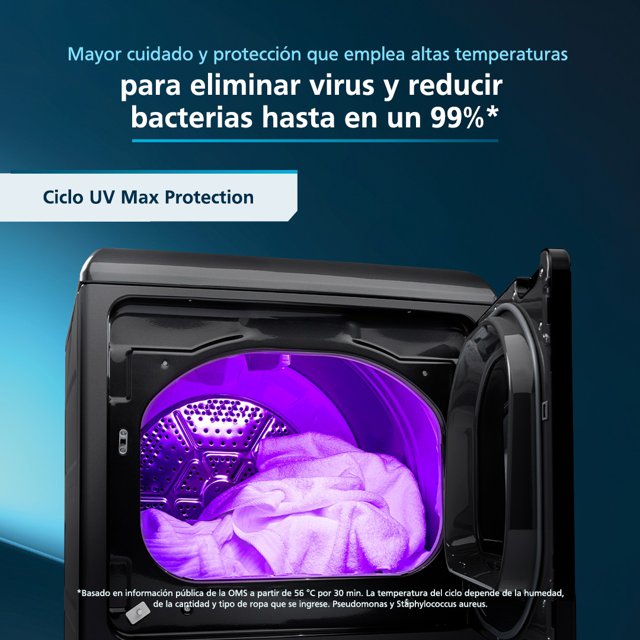 Mayor cuidado y protección que emplea altas temperaturas
para eliminar virus y reducir
bacterias hasta en un 99%*
Ciclo UV Max Protection
*Basado en información pública de la OMS a partir de 56 °C por 30 min. La temperatura del ciclo depende de la humedad,
de la cantidad y tipo de ropa que se ingrese. Pseudomonas y Staphylococcus aureus.